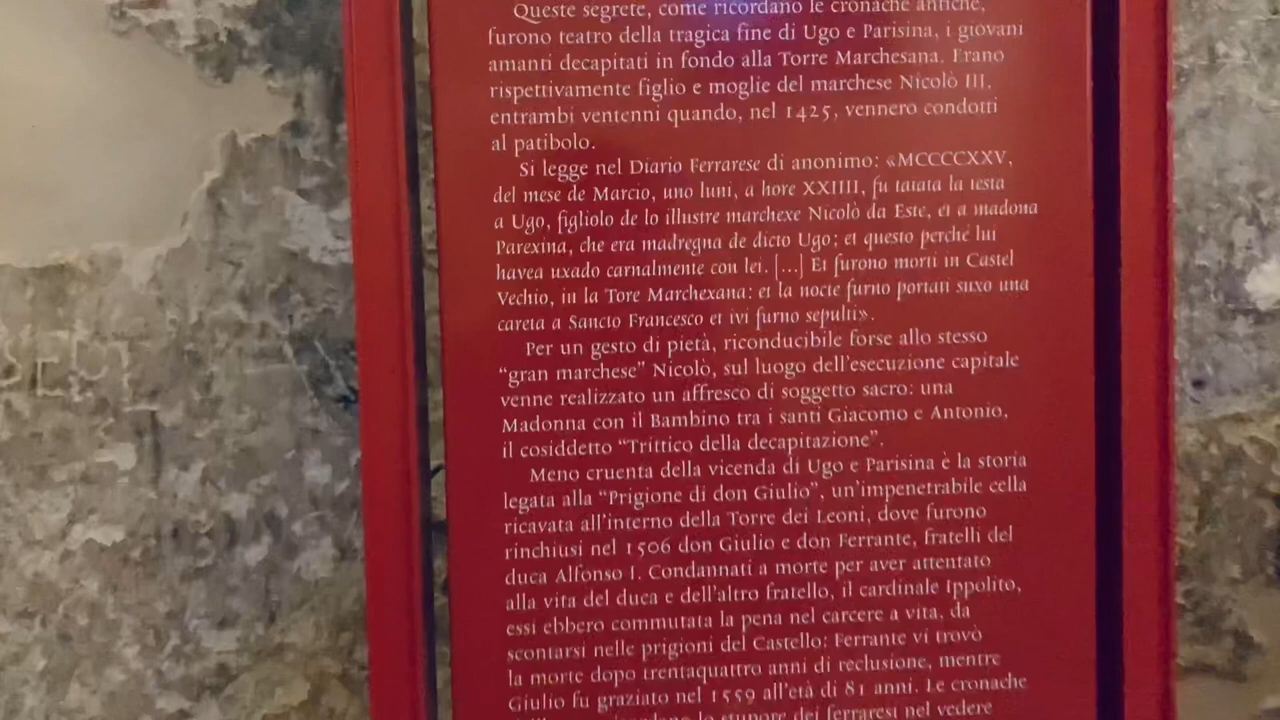 Queste segrete, come ricordano le cronache antiche,
furono teatro della tragica fine di Ugo e Parisina, i giovani
amanti decapitati in fondo alla Torre Marchesana. Erano
rispettivamente figlio e moglie del marchese Nicolò III,
entrambi ventenni quando, nel 1425, vennero condotti
al patibolo.
Si legge nel Diario Ferrarese di anonimo: «MCCCCXXV,
del mese de Marcio, uno luni, a hore XXIIII, fu taiata la testa
a Ugo, figliolo de lo illustre marchexe Nicolò da Este, et a madona
Parexina, che era madregna de dicto Ugo; et questo perché lui
havea uxado carnalmente con lei. [...] Et furono morti in Castel
Vechio, in la Tore Marchexana: et la nocte furno portati suxo una
careta a Sancto Francesco et ivi furno sepulti».
Per un gesto di pietà, riconducibile forse allo stesso
“gran marchese” Nicolò, sul luogo dell'esecuzione capitale
venne realizzato un affresco di soggetto sacro: una
Madonna con il Bambino tra i santi Giacomo e Antonio,
il cosiddetto “Trittico della decapitazione”.
Meno cruenta della vicenda di Ugo e Parisina è la storia
legata alla “Prigione di don Giulio”, un'impenetrabile cella
ricavata all'interno della Torre dei Leoni, dove furono
rinchiusi nel 1506 don Giulio e don Ferrante, fratelli del
duca Alfonso I. Condannati a morte per aver attentato
alla vita del duca e dell'altro fratello, il cardinale Ippolito,
essi ebbero commutata la pena nel carcere a vita, da
scontarsi nelle prigioni del Castello: Ferrante vi trovò
la morte dopo trentaquattro anni di reclusione, mentre
Giulio fu graziato nel 1559 all'età di 81 anni. Le cronache
lo stupore dei ferraresi nel vedere